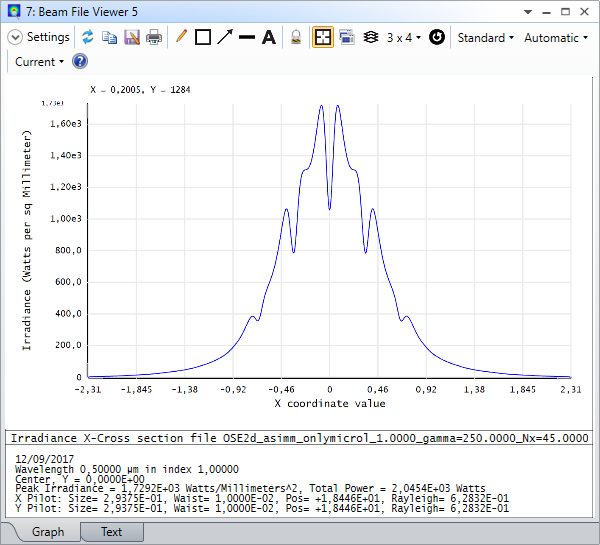 7: Beam File Viewer 5
Settings
A
3 x 4
Standard
Automatic
Current
?
X = 0,2005, Y = 1284
1,73e3
1,60e3
1,40e3
1,20e3
1,00e3
800,0
600,0
400,0
200,0
0
Irradiance (Watts per sq Millimeter)
-2,31 -1,845 -1,38 -0,92 -0,46 0 0,46 0,92 1,38 1,845 2,31
X coordinate value
Irradiance X-Cross section file OSE2d_asimm_onlymicrol_1.0000_gamma=250.0000_Nx=45.0000
12/09/2017
Wavelength 0,50000 µm in index 1,00000
Center, Y = 0,0000E+00
Peak Irradiance = 1,7292E+03 Watts/Millimeters^2, Total Power = 2,0454E+03 Watts
X Pilot: Size= 2,9375E-01, Waist= 1,0000E-02, Pos= +1,8446E+01, Rayleigh= 6,2832E-01
Y Pilot: Size= 2,9375E-01, Waist= 1,0000E-02, Pos= +1,8446E+01, Rayleigh= 6,2832E-01
Graph Text